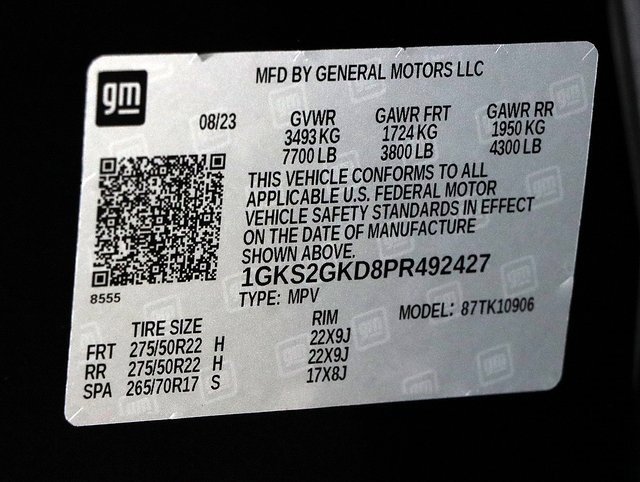 gm
MFD BY GENERAL MOTORS LLC
08/23 GVWR GAWR FRT GAWR RR
3493 KG 1724 KG 1950 KG
7700 LB 3800 LB 4300 LB
THIS VEHICLE CONFORMS TO ALL
APPLICABLE U.S. FEDERAL MOTOR
VEHICLE SAFETY STANDARDS IN EFFECT
ON THE DATE OF MANUFACTURE
SHOWN ABOVE.
1GKS2GKD8PR492427
8555
TYPE: MPV
MODEL: 87TK10906
TIRE SIZE RIM
FRT 275/50R22 H 22X9J
RR 275/50R22 H 22X9J
SPA 265/70R17 S 17X8J